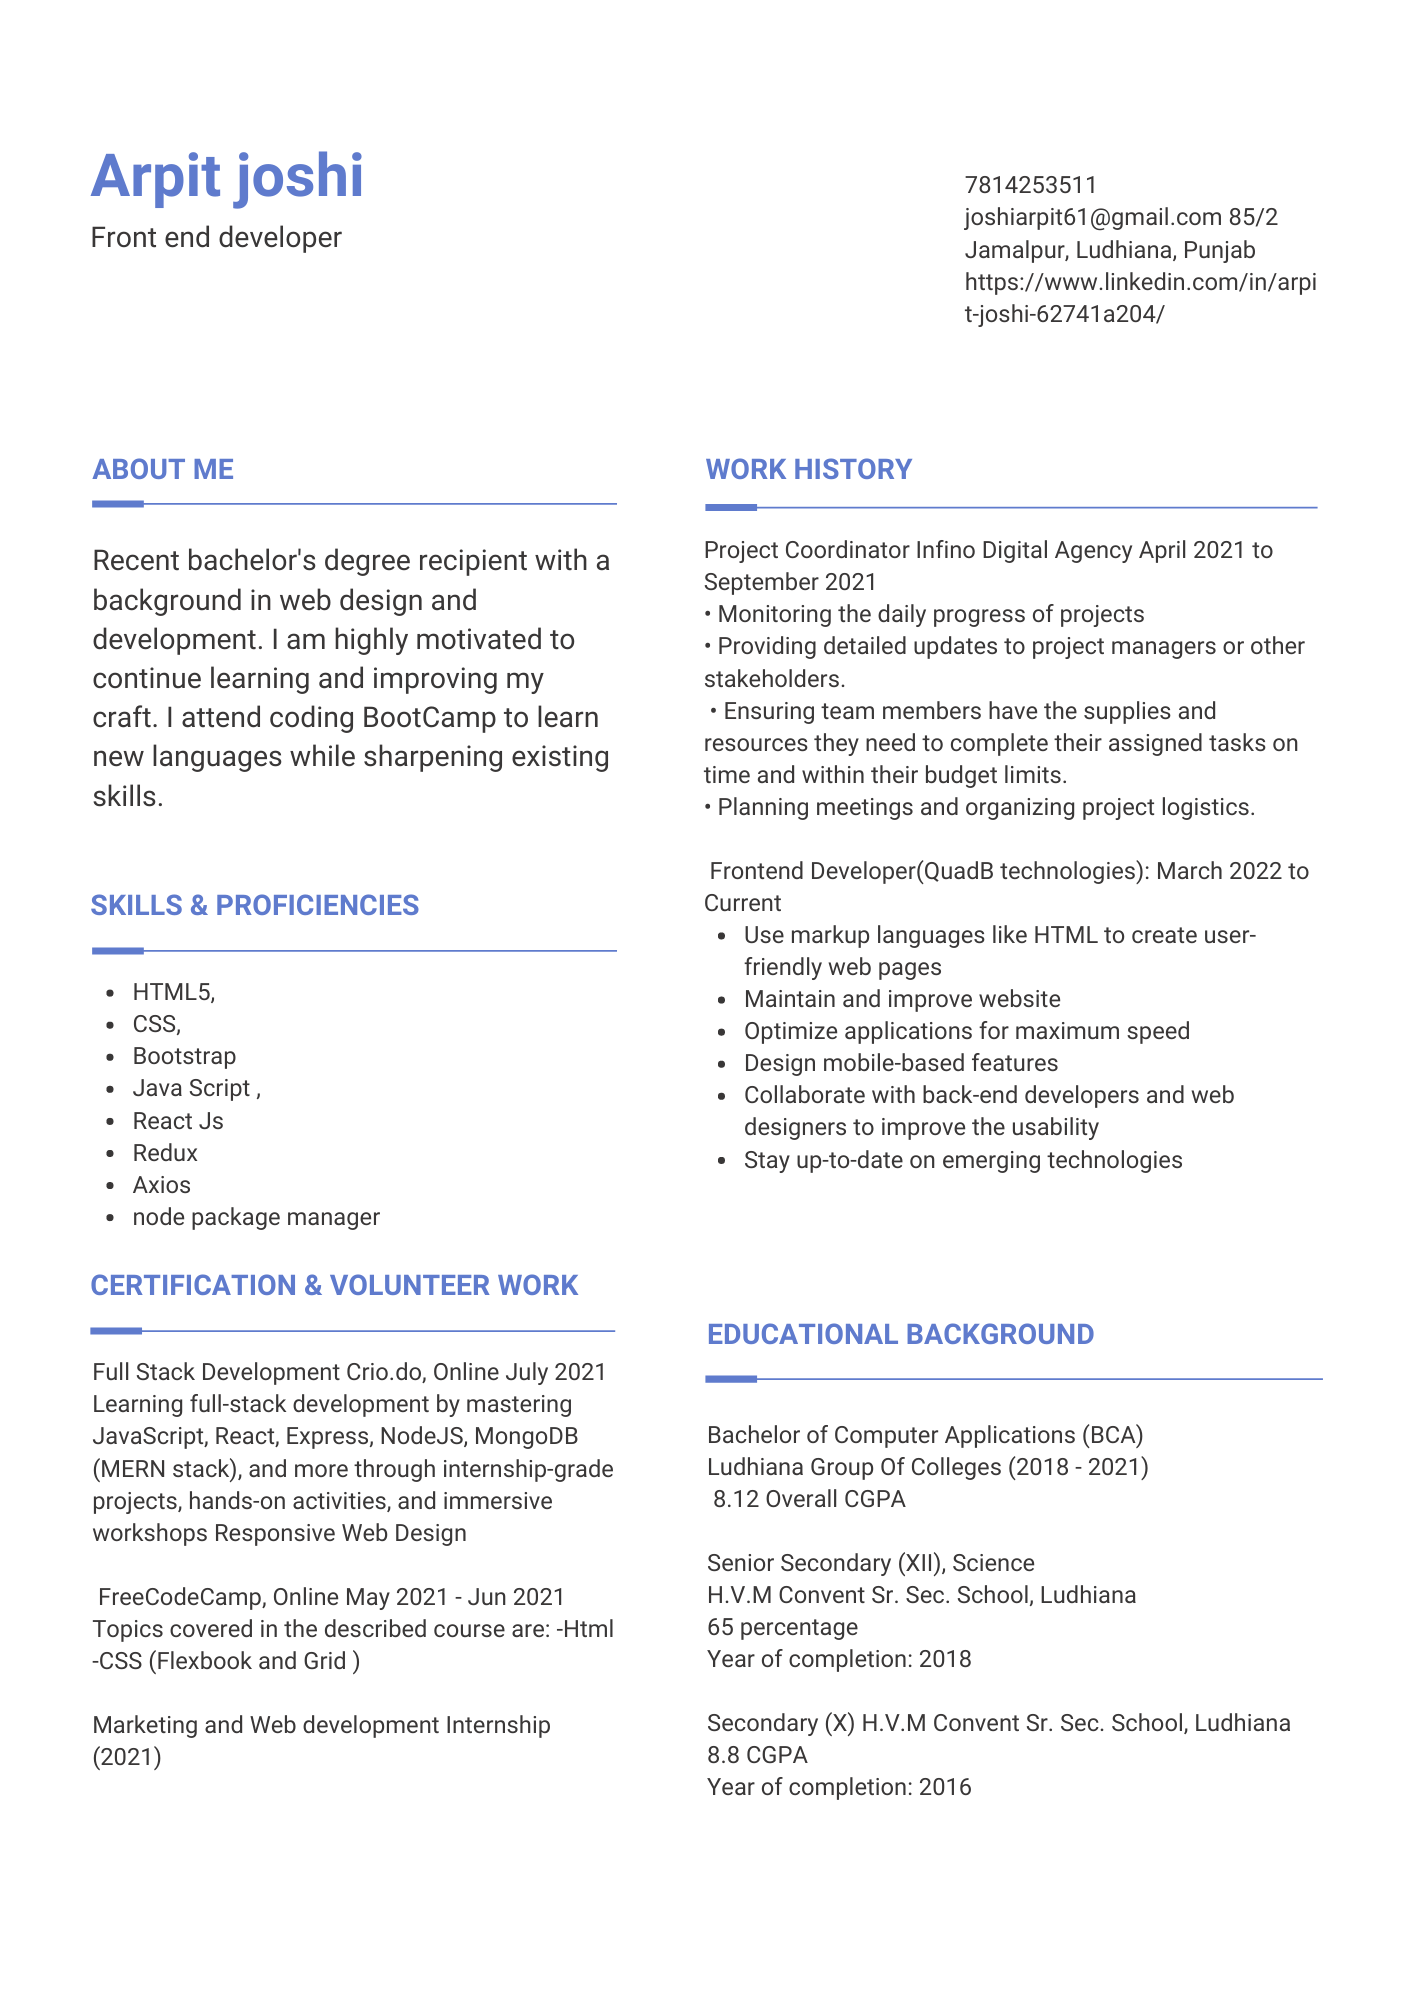 Arpit joshi
Front end developer
7814253511
joshiarpit61@gmail.com 85/2
Jamalpur, Ludhiana, Punjab
https://www.linkedin.com/in/arpi
t-joshi-62741a204/
ABOUT ME
Recent bachelor's degree recipient with a
background in web design and
development. I am highly motivated to
continue learning and improving my
craft. I attend coding BootCamp to learn
new languages while sharpening existing
skills.
SKILLS & PROFICIENCIES
• HTML5,
• CSS,
• Bootstrap
• Java Script ,
• React Js
• Redux
• Axios
• node package manager
CERTIFICATION & VOLUNTEER WORK
Full Stack Development Crio.do, Online July 2021
Learning full-stack development by mastering
JavaScript, React, Express, NodeJS, MongoDB
(MERN stack), and more through internship-grade
projects, hands-on activities, and immersive
workshops Responsive Web Design
FreeCodeCamp, Online May 2021 - Jun 2021
Topics covered in the described course are: -Html
-CSS (Flexbook and Grid )
Marketing and Web development Internship
(2021)
WORK HISTORY
Project Coordinator Infino Digital Agency April 2021 to
September 2021
• Monitoring the daily progress of projects
• Providing detailed updates to project managers or other
stakeholders.
• Ensuring team members have the supplies and
resources they need to complete their assigned tasks on
time and within their budget limits.
• Planning meetings and organizing project logistics.
Frontend Developer(QuadB technologies): March 2022 to
Current
• Use markup languages like HTML to create user-
friendly web pages
• Maintain and improve website
• Optimize applications for maximum speed
• Design mobile-based features
• Collaborate with back-end developers and web
designers to improve the usability
• Stay up-to-date on emerging technologies
EDUCATIONAL BACKGROUND
Bachelor of Computer Applications (BCA)
Ludhiana Group Of Colleges (2018 - 2021)
8.12 Overall CGPA
Senior Secondary (XII), Science
H.V.M Convent Sr. Sec. School, Ludhiana
65 percentage
Year of completion: 2018
Secondary (X) H.V.M Convent Sr. Sec. School, Ludhiana
8.8 CGPA
Year of completion: 2016